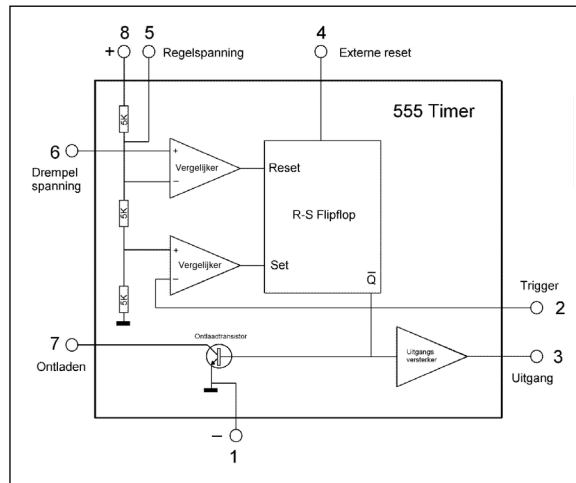 8 5 4
+ Regelspanning Externe reset
555 Timer
5K
6
+
Vergelijker
Reset
Drempel
spanning
−
R-S Flipflop
5K
+
Vergelijker
Set
−
Q̅
5K
Trigger
2
7
Ontlaadtransistor
Ontladen
Uitgangs
versterker
3
Uitgang
−
1